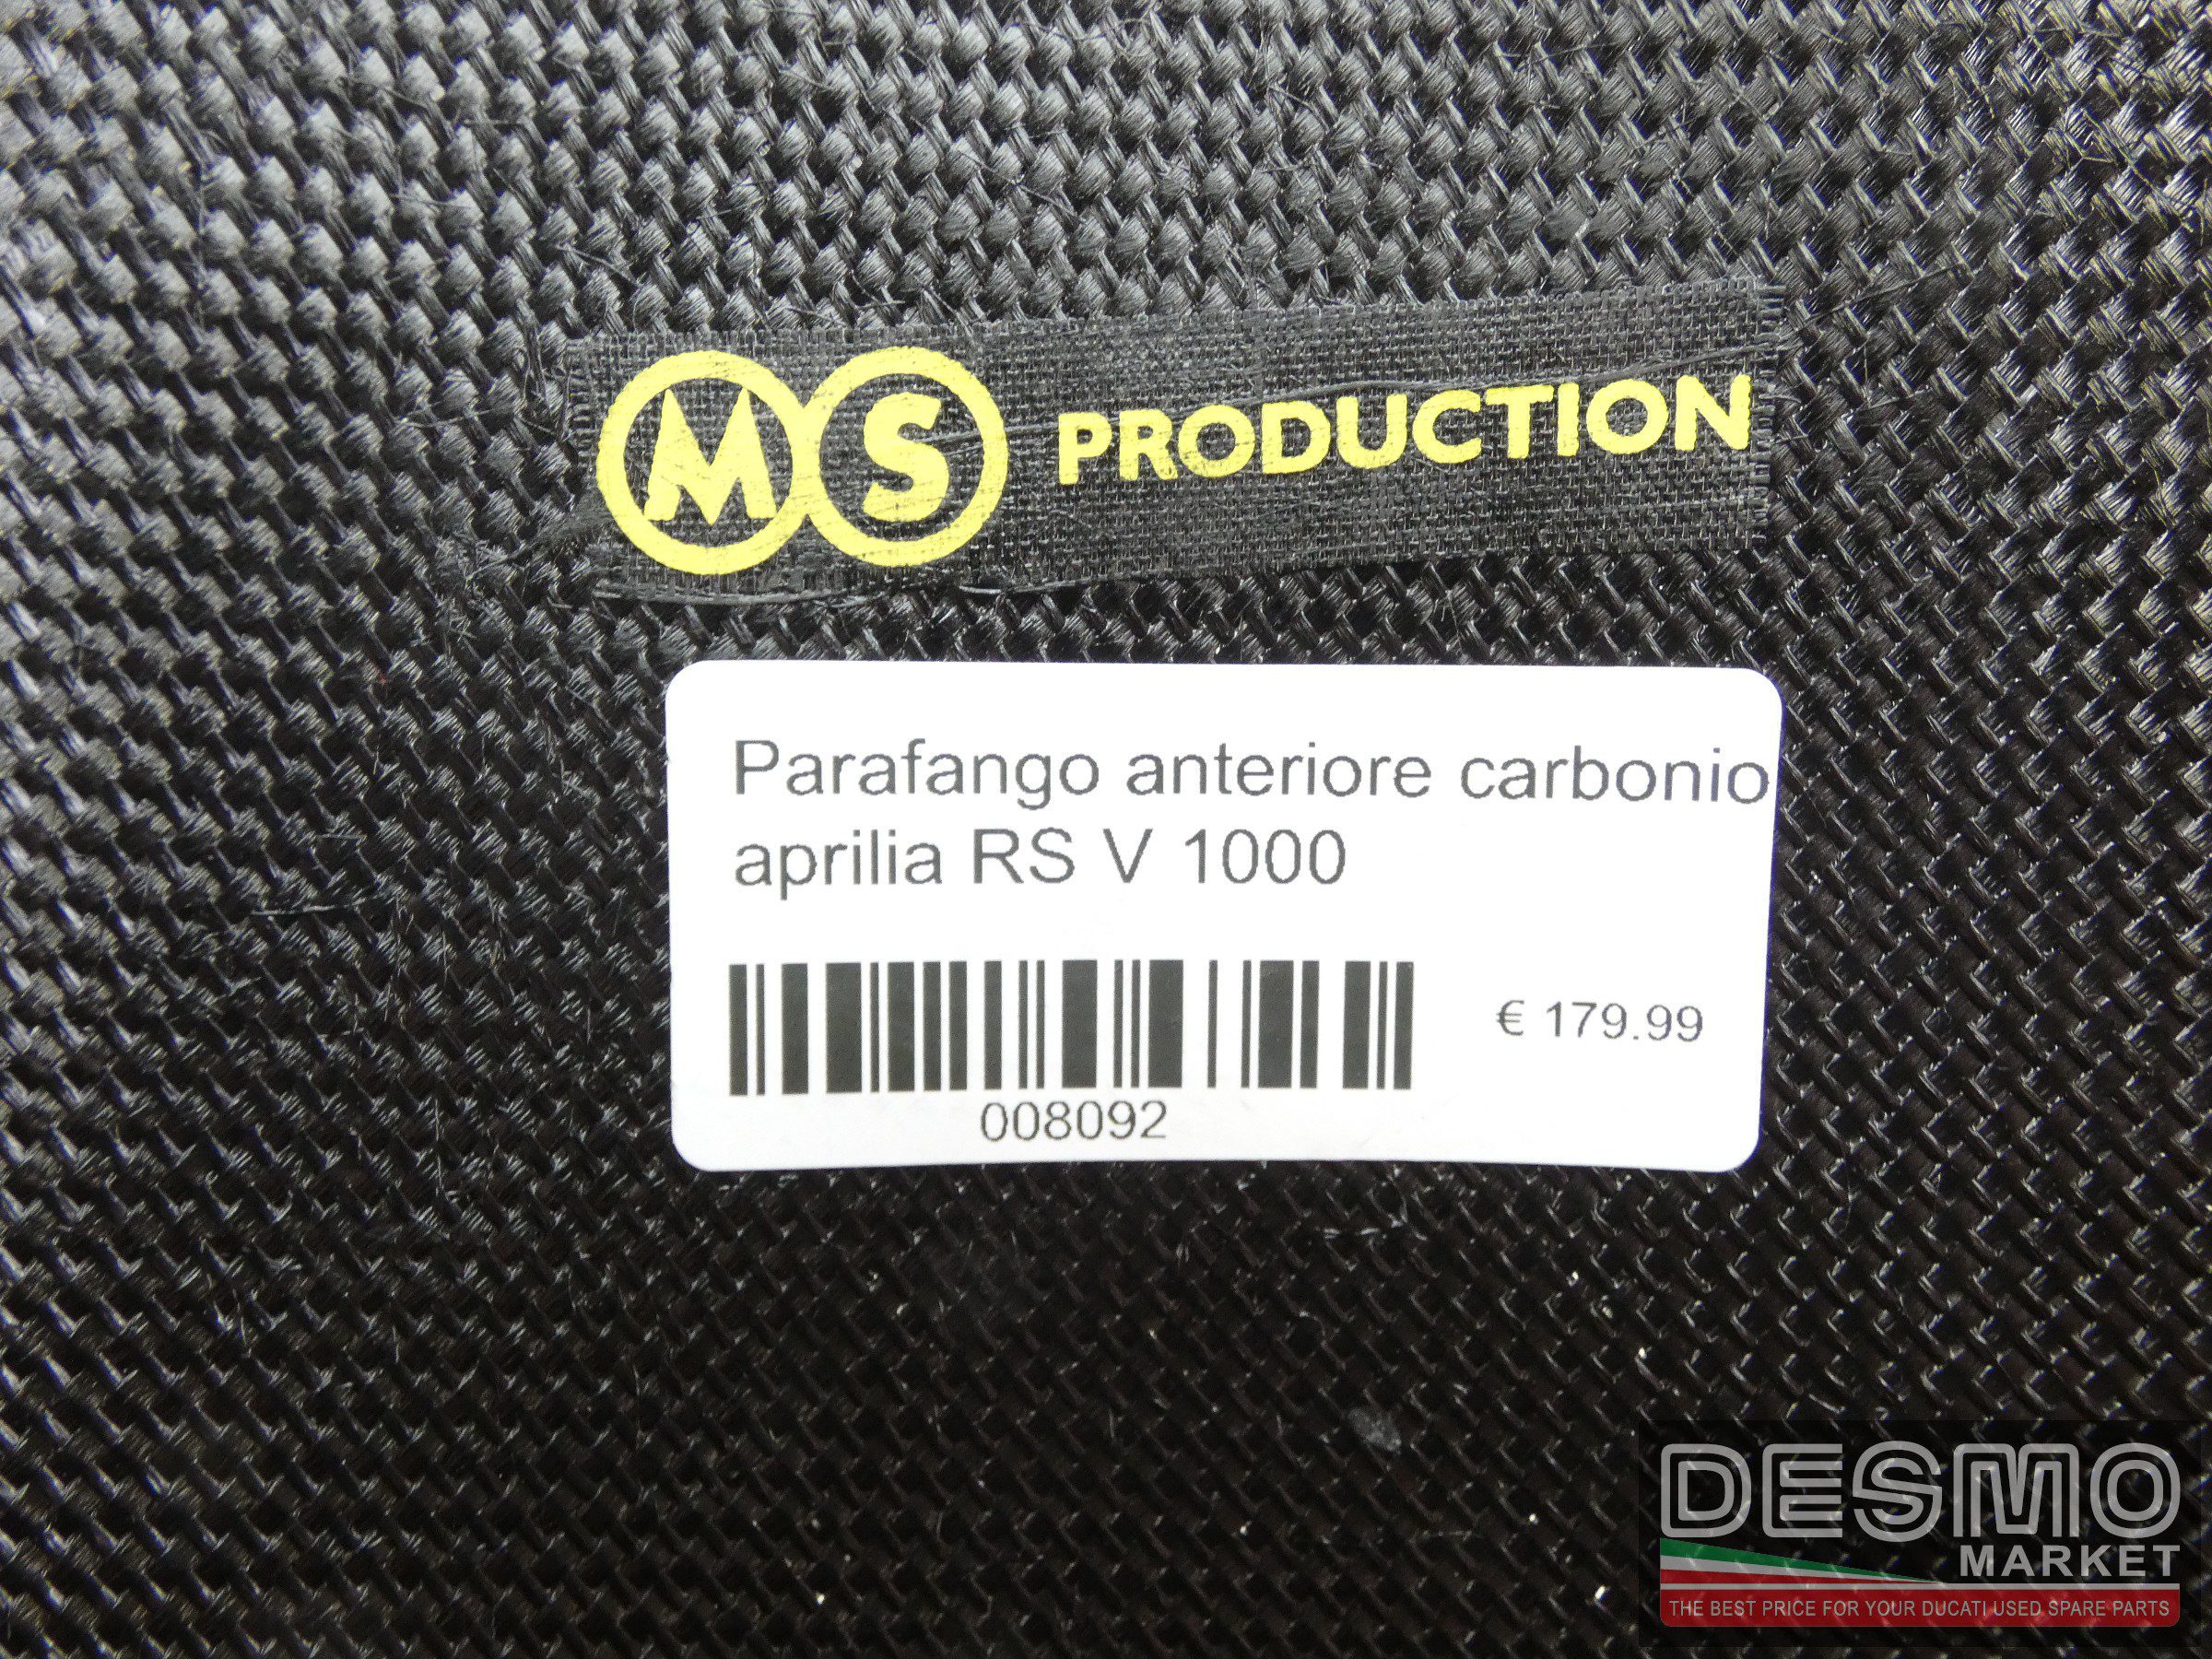 MS PRODUCTION
Parafango anteriore carbonio
aprilia RS V 1000
€ 179.99
008092
DESMO
MARKET
THE BEST PRICE FOR YOUR DUCATI USED SPARE PARTS